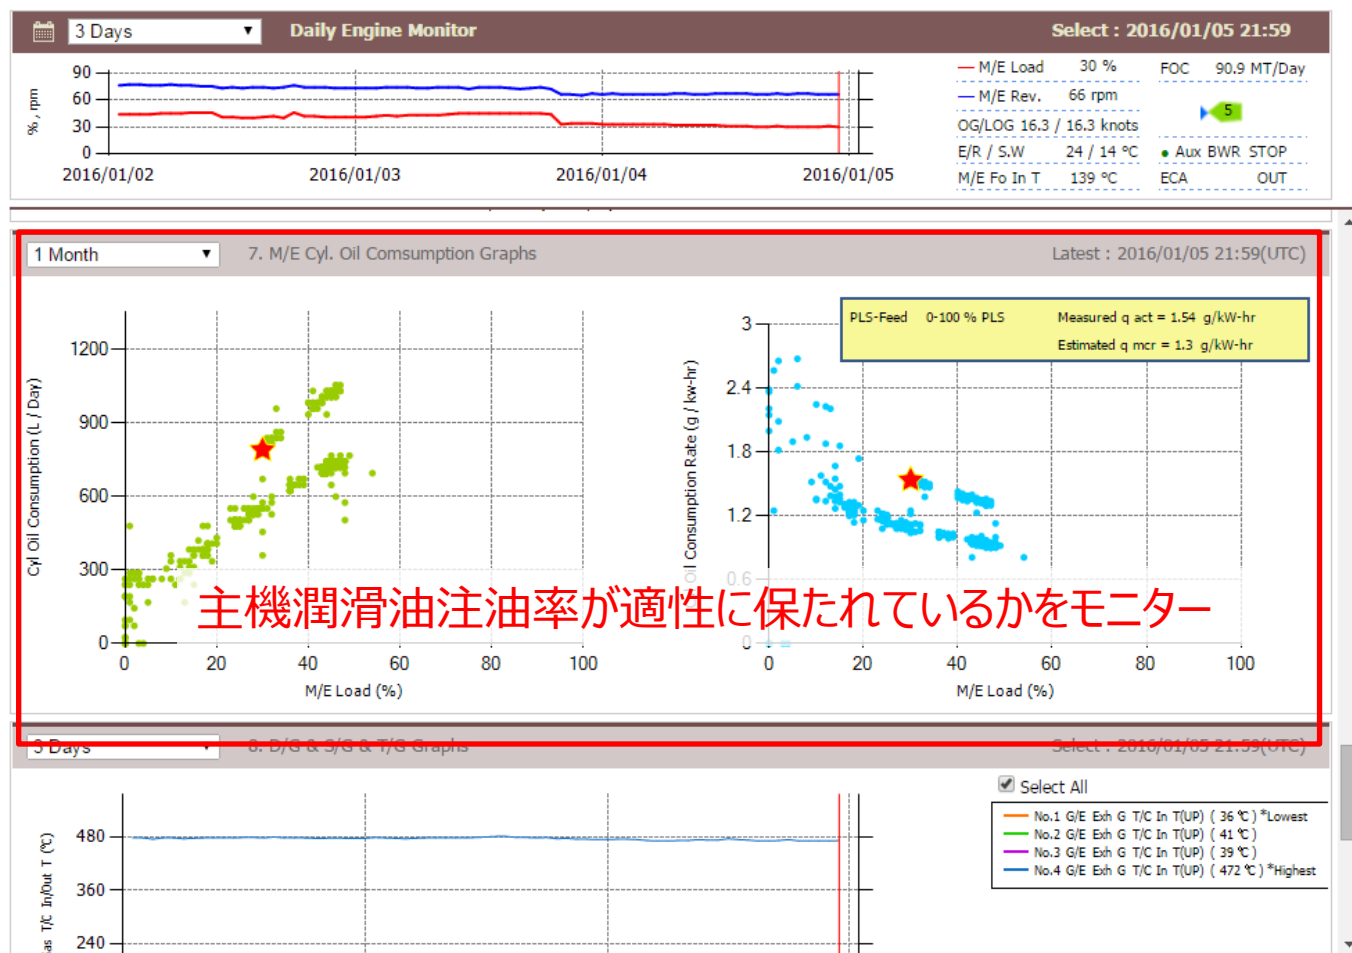 3 Days
Daily Engine Monitor
Select : 2016/01/05 21:59
90
60
30
0
% , rpm
2016/01/02
2016/01/03
2016/01/04
2016/01/05
M/E Load 30 %
FOC 90.9 MT/Day
M/E Rev. 66 rpm
5
OG/LOG 16.3 / 16.3 knots
E/R / S.W 24 / 14 ℃
Aux BWR STOP
M/E Fo In T 139 ℃
ECA OUT
1 Month
7. M/E Cyl. Oil Comsumption Graphs
Latest : 2016/01/05 21:59(UTC)
1200
900
600
300
0
Cyl Oil Consumption (L / Day)
0
20
40
60
80
100
M/E Load (%)
PLS-Feed 0-100 % PLS Measured q act = 1.54 g/kW-hr
Estimated q mcr = 1.3 g/kW-hr
3
2.4
1.8
1.2
0.6
0
Oil Consumption Rate (g / kw-hr)
0
20
40
60
80
100
M/E Load (%)
主機潤滑油注油率が適性に保たれているかをモニター
3 Days
8. D/G & S/G & T/G Graphs
Select : 2016/01/05 21:59(UTC)
Select All
No.1 G/E Exh G T/C In T(UP) ( 36 ℃ ) *Lowest
No.2 G/E Exh G T/C In T(UP) ( 41 ℃ )
No.3 G/E Exh G T/C In T(UP) ( 39 ℃ )
No.4 G/E Exh G T/C In T(UP) ( 472 ℃ ) *Highest
480
360
240
T/C In/Out T (℃)